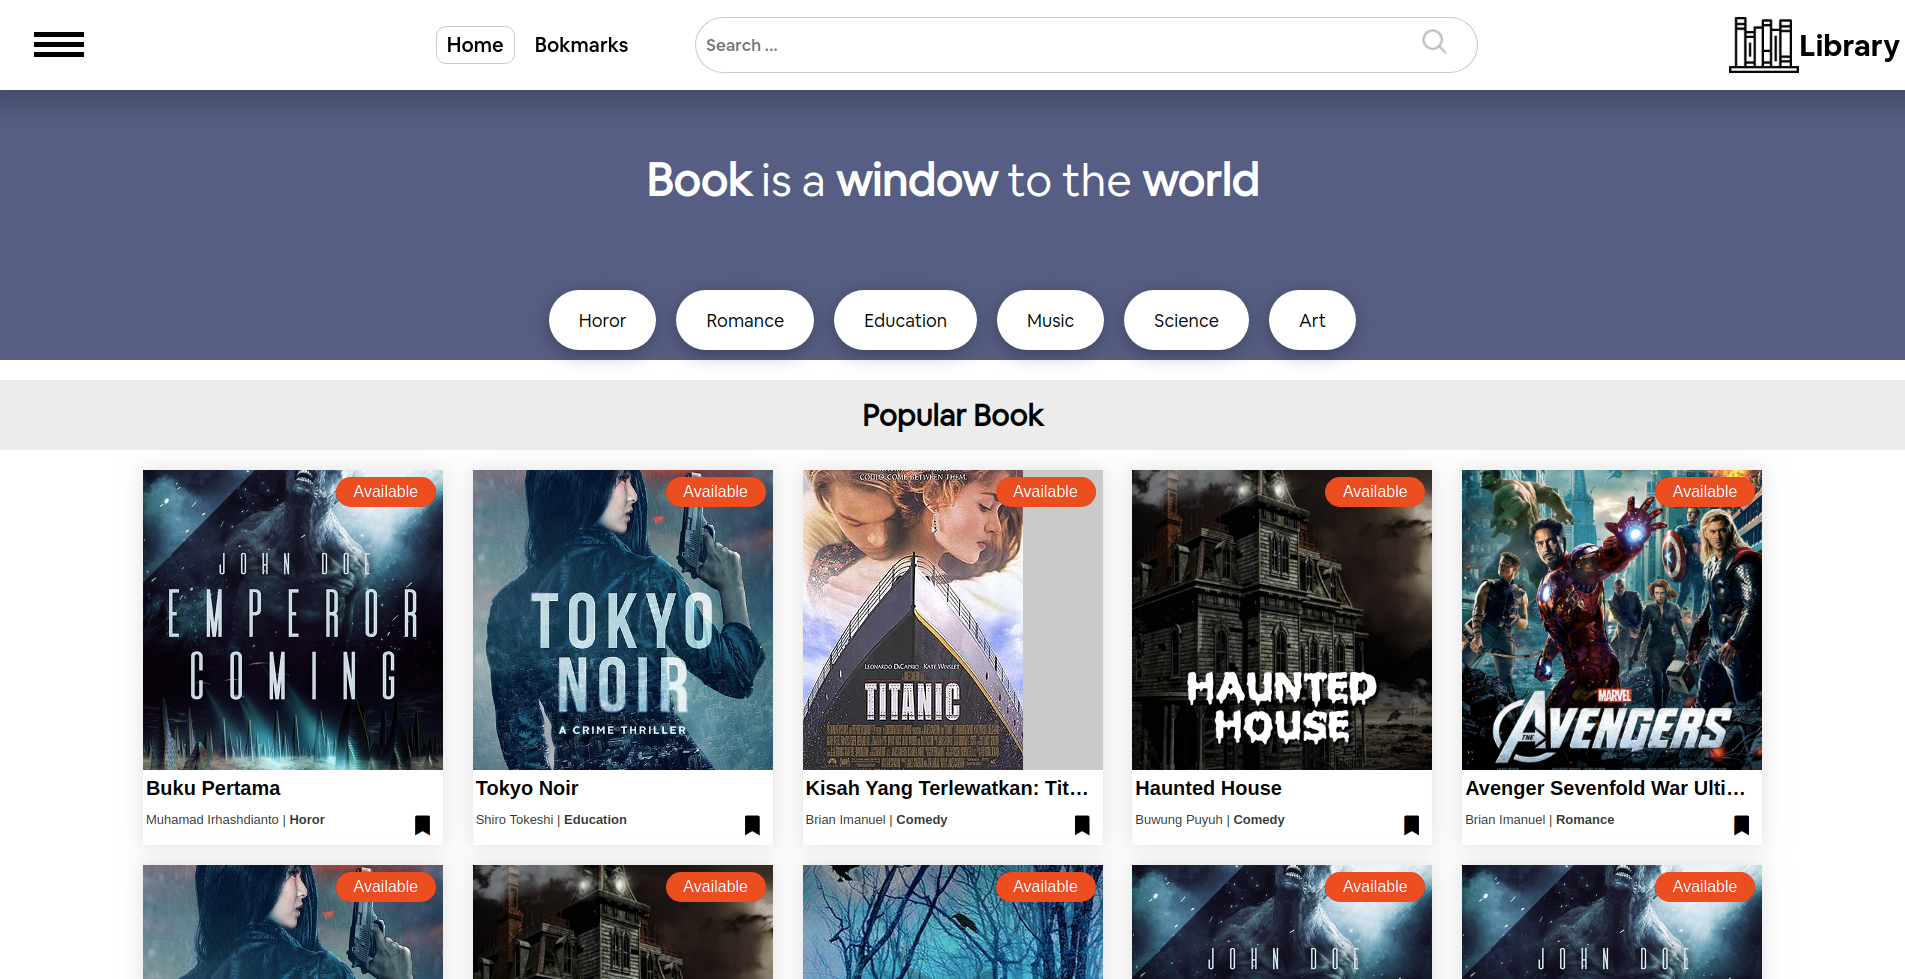 Home Bokmarks Search ... Library
Book is a window to the world
Horor Romance Education Music Science Art
Popular Book
Available Available Available Available Available
JOHN DOE
EMPEROR
COMING
TOKYO
NOIR
A CRIME THRILLER
COULD COME BETWEEN THEM.
LEONARDO DICAPRIO KATE WINSLET
TITANIC
HAUNTED
HOUSE
MARVEL
THE AVENGERS
Buku Pertama
Muhamad Irhashdianto | Horor
Tokyo Noir
Shiro Tokeshi | Education
Kisah Yang Terlewatkan: Tit...
Brian Imanuel | Comedy
Haunted House
Buwung Puyuh | Comedy
Avenger Sevenfold War Ulti...
Brian Imanuel | Romance
Available Available Available Available Available
JOHN DOE
JOHN DOE